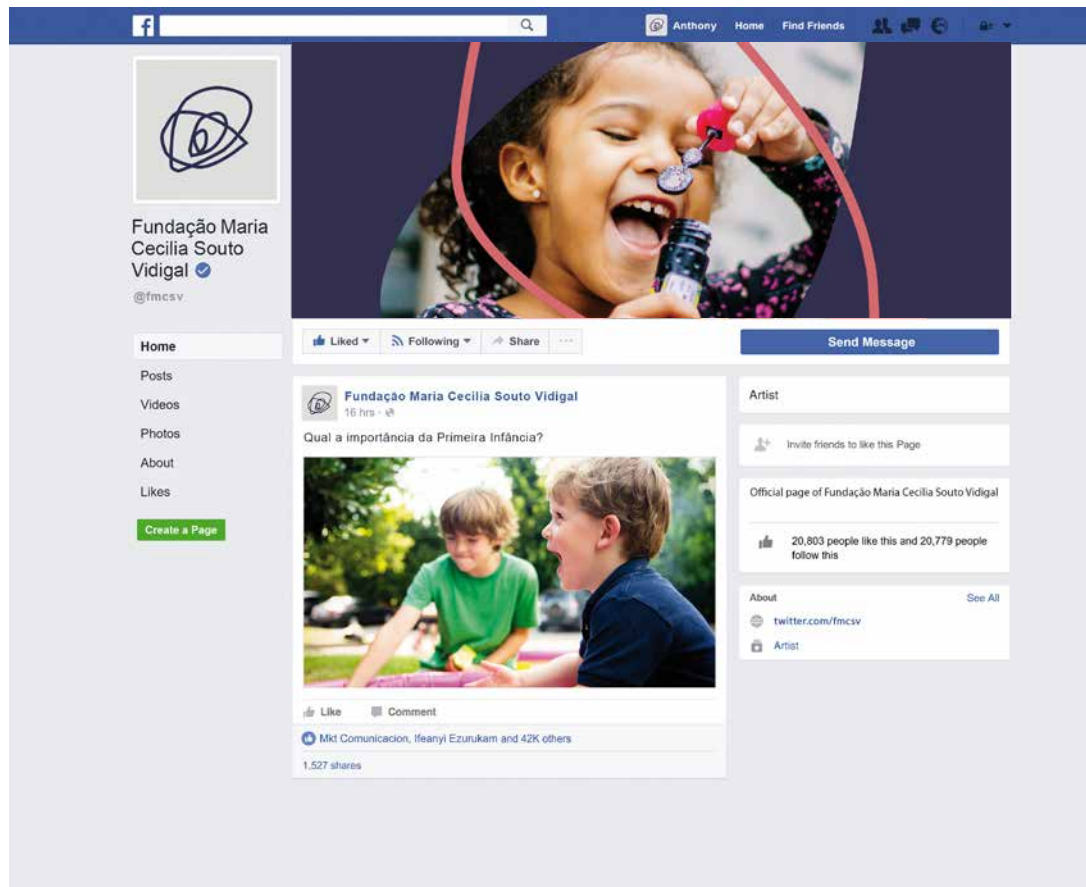 f
Anthony Home Find Friends
Fundação Maria
Cecilia Souto
Vidigal
@fmcsv
Home
Posts
Videos
Photos
About
Likes
Create a Page
Liked Following Share ...
Send Message
Fundação Maria Cecilia Souto Vidigal
16 hrs ·
Qual a importância da Primeira Infância?
Like Comment
Mkt Comunicacion, Ifeanyi Ezurukam and 42K others
1,527 shares
Artist
Invite friends to like this Page
Official page of Fundação Maria Cecilia Souto Vidigal
20,803 people like this and 20,779 people
follow this
About See All
twitter.com/fmcsv
Artist